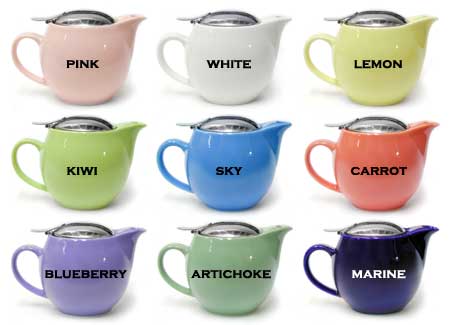 PINK
WHITE
LEMON
KIWI
SKY
CARROT
BLUEBERRY
ARTICHOKE
MARINE